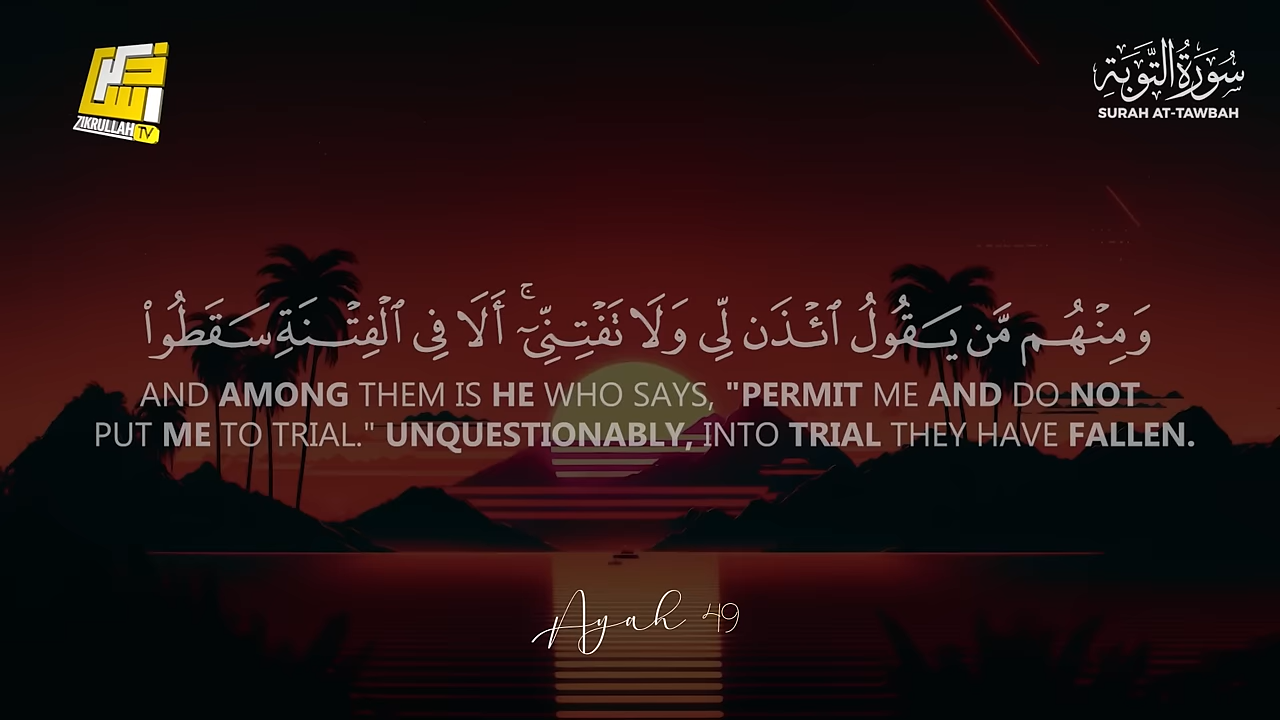 ZIKRULLAH TV
سُورَةُ التَّوْبَةِ
SURAH AT-TAWBAH
وَمِنْهُم مَّن يَقُولُ ٱئْذَن لِّى وَلَا تَفْتِنِّىٓ ۚ أَلَا فِى ٱلْفِتْنَةِ سَقَطُوا۟
AND AMONG THEM IS HE WHO SAYS, "PERMIT ME AND DO NOT
PUT ME TO TRIAL." UNQUESTIONABLY, INTO TRIAL THEY HAVE FALLEN.
Ayah 49